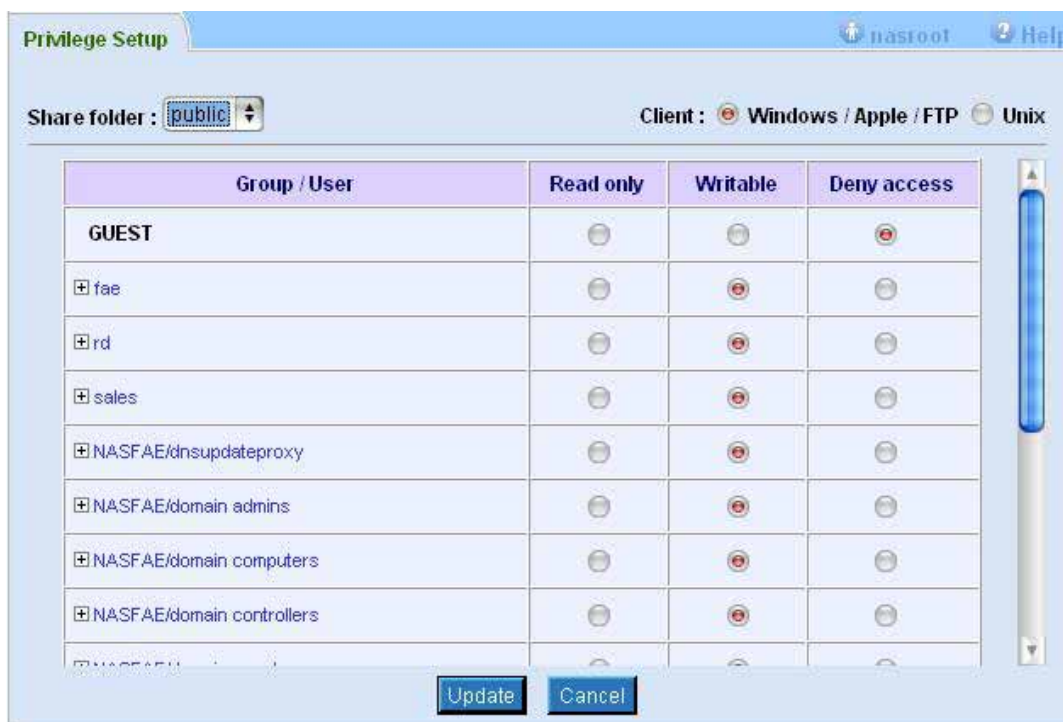 Privilege Setup nasroot Help
Share folder : public Client : Windows / Apple / FTP Unix
Group / User Read only Writable Deny access
GUEST
fae
rd
sales
NASFAE/dnsupdateproxy
NASFAE/domain admins
NASFAE/domain computers
NASFAE/domain controllers
Update Cancel